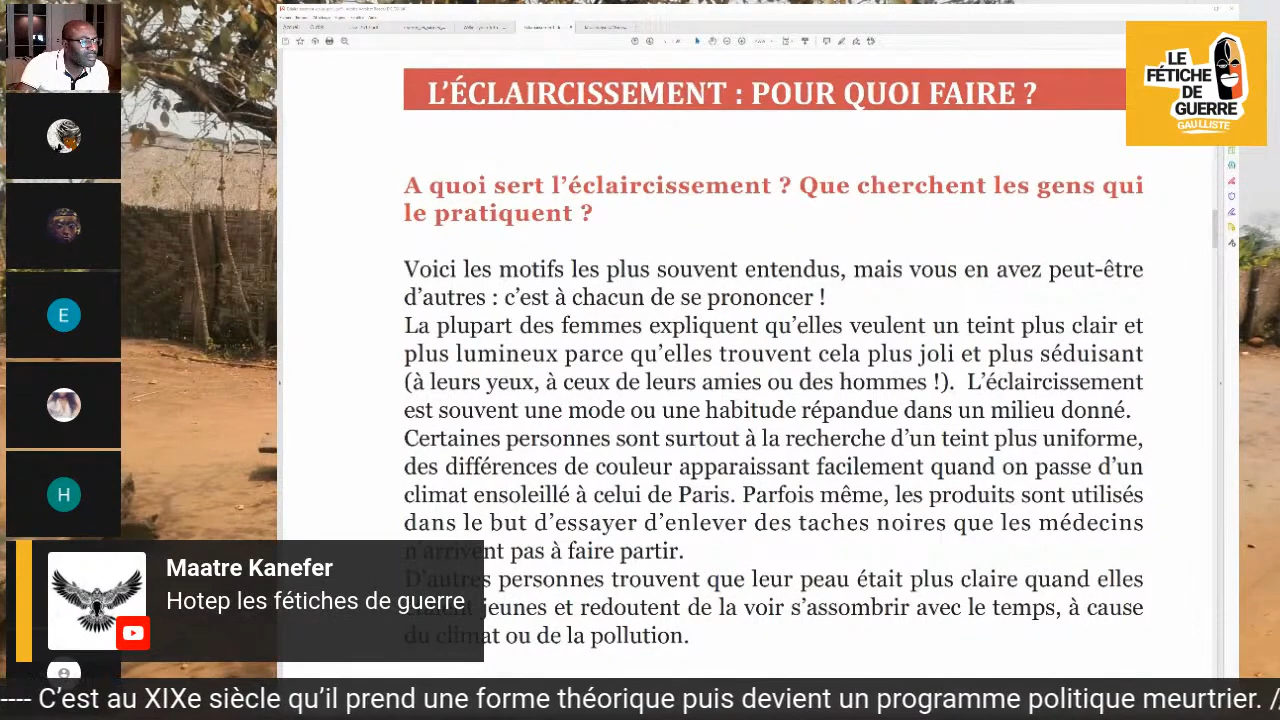 L'ÉCLAIRCISSEMENT : POUR QUOI FAIRE ?
LE
FÉTICHE
DE
GUERRE
GAULLISTE
A quoi sert l'éclaircissement ? Que cherchent les gens qui
le pratiquent ?
Voici les motifs les plus souvent entendus, mais vous en avez peut-être
d'autres : c'est à chacun de se prononcer !
La plupart des femmes expliquent qu'elles veulent un teint plus clair et
plus lumineux parce qu'elles trouvent cela plus joli et plus séduisant
(à leurs yeux, à ceux de leurs amies ou des hommes !). L'éclaircissement
est souvent une mode ou une habitude répandue dans un milieu donné.
Certaines personnes sont surtout à la recherche d'un teint plus uniforme,
des différences de couleur apparaissant facilement quand on passe d'un
climat ensoleillé à celui de Paris. Parfois même, les produits sont utilisés
dans le but d'essayer d'enlever des taches noires que les médecins
n'arrivent pas à faire partir.
D'autres personnes trouvent que leur peau était plus claire quand elles
jeunes et redoutent de la voir s'assombrir avec le temps, à cause
du climat ou de la pollution.
E
H
Maatre Kanefer
Hotep les fétiches de guerre
---- C'est au XIXe siècle qu'il prend une forme théorique puis devient un programme politique meurtrier. /